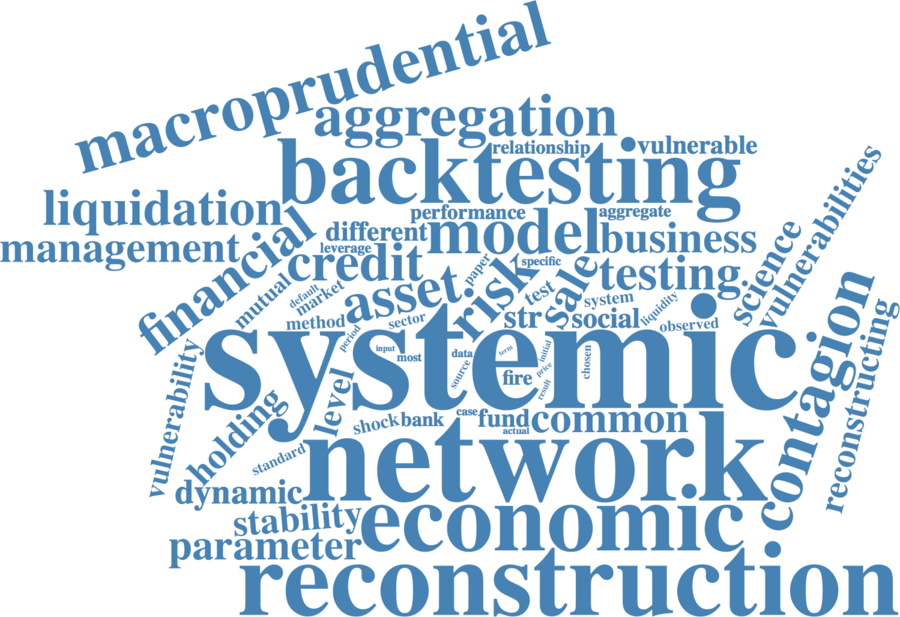 macroprudential
aggregation
relationship
vulnerable
backtesting
vulnerabilities
liquidation
performance
aggregate
management
financial
different
model
business
science
leverage
credit
paper
specific
risk
sale
testing
mutual
default
market
asset
test
system
liquidity
contagion
method
sector
str
social
observed
reconstructing
period
systemic
input
most
data
term
initial
chosen
vulnerability
source
price
fire
result
level
holding
shock
bank
case
fund
actual
common
standard
network
dynamic
stability
economic
parameter
reconstruction